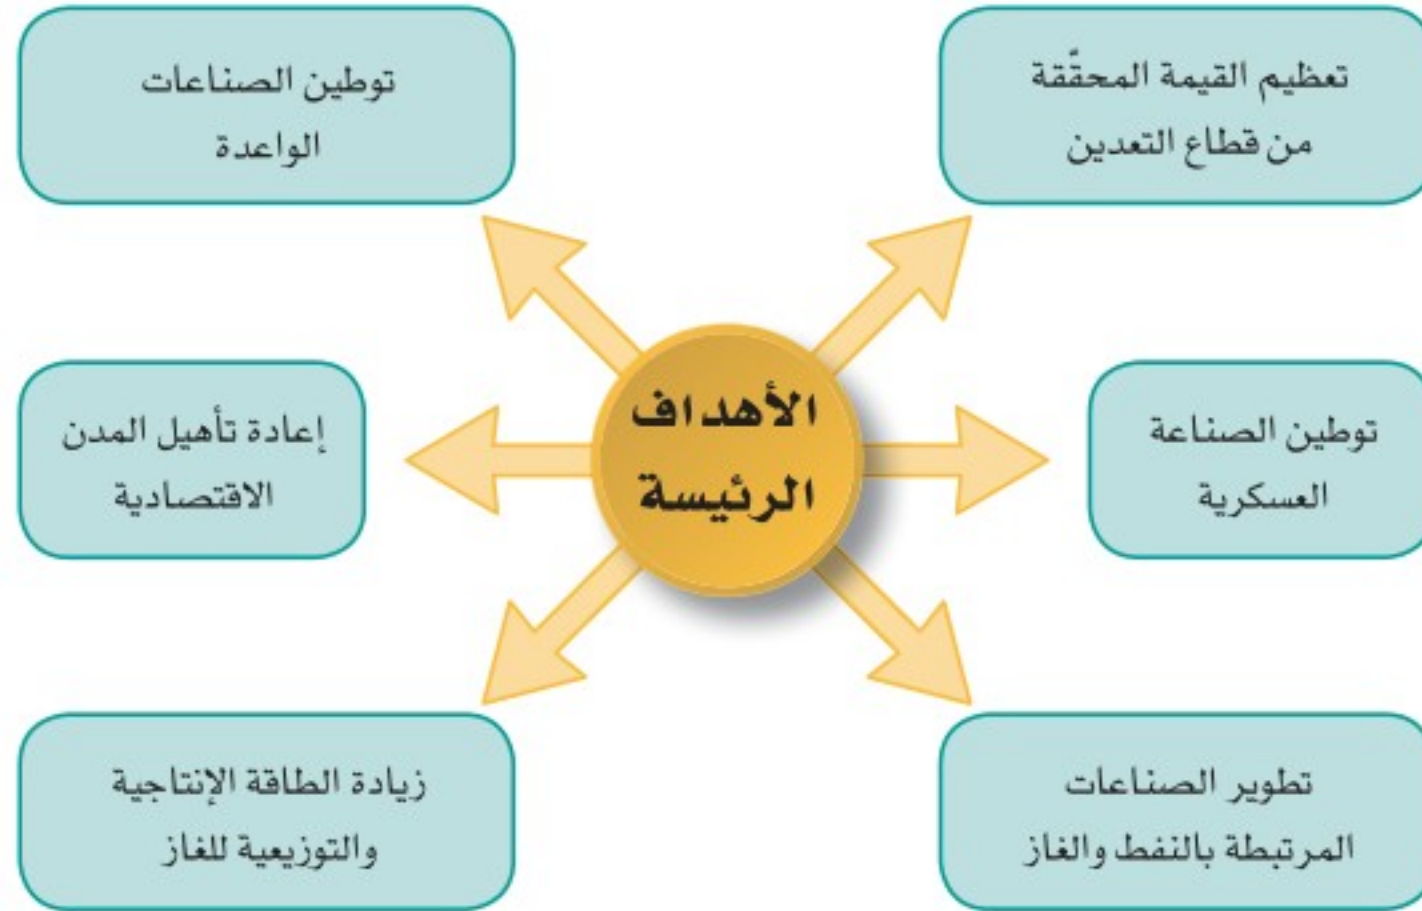 تعظيم القيمة المحقّقة
من قطاع التعدين
توطين الصناعات
الواعدة
الأهداف
الرئيسة
توطين الصناعة
العسكرية
إعادة تأهيل المدن
الاقتصادية
تطوير الصناعات
المرتبطة بالنفط والغاز
زيادة الطاقة الإنتاجية
والتوزيعية للغاز